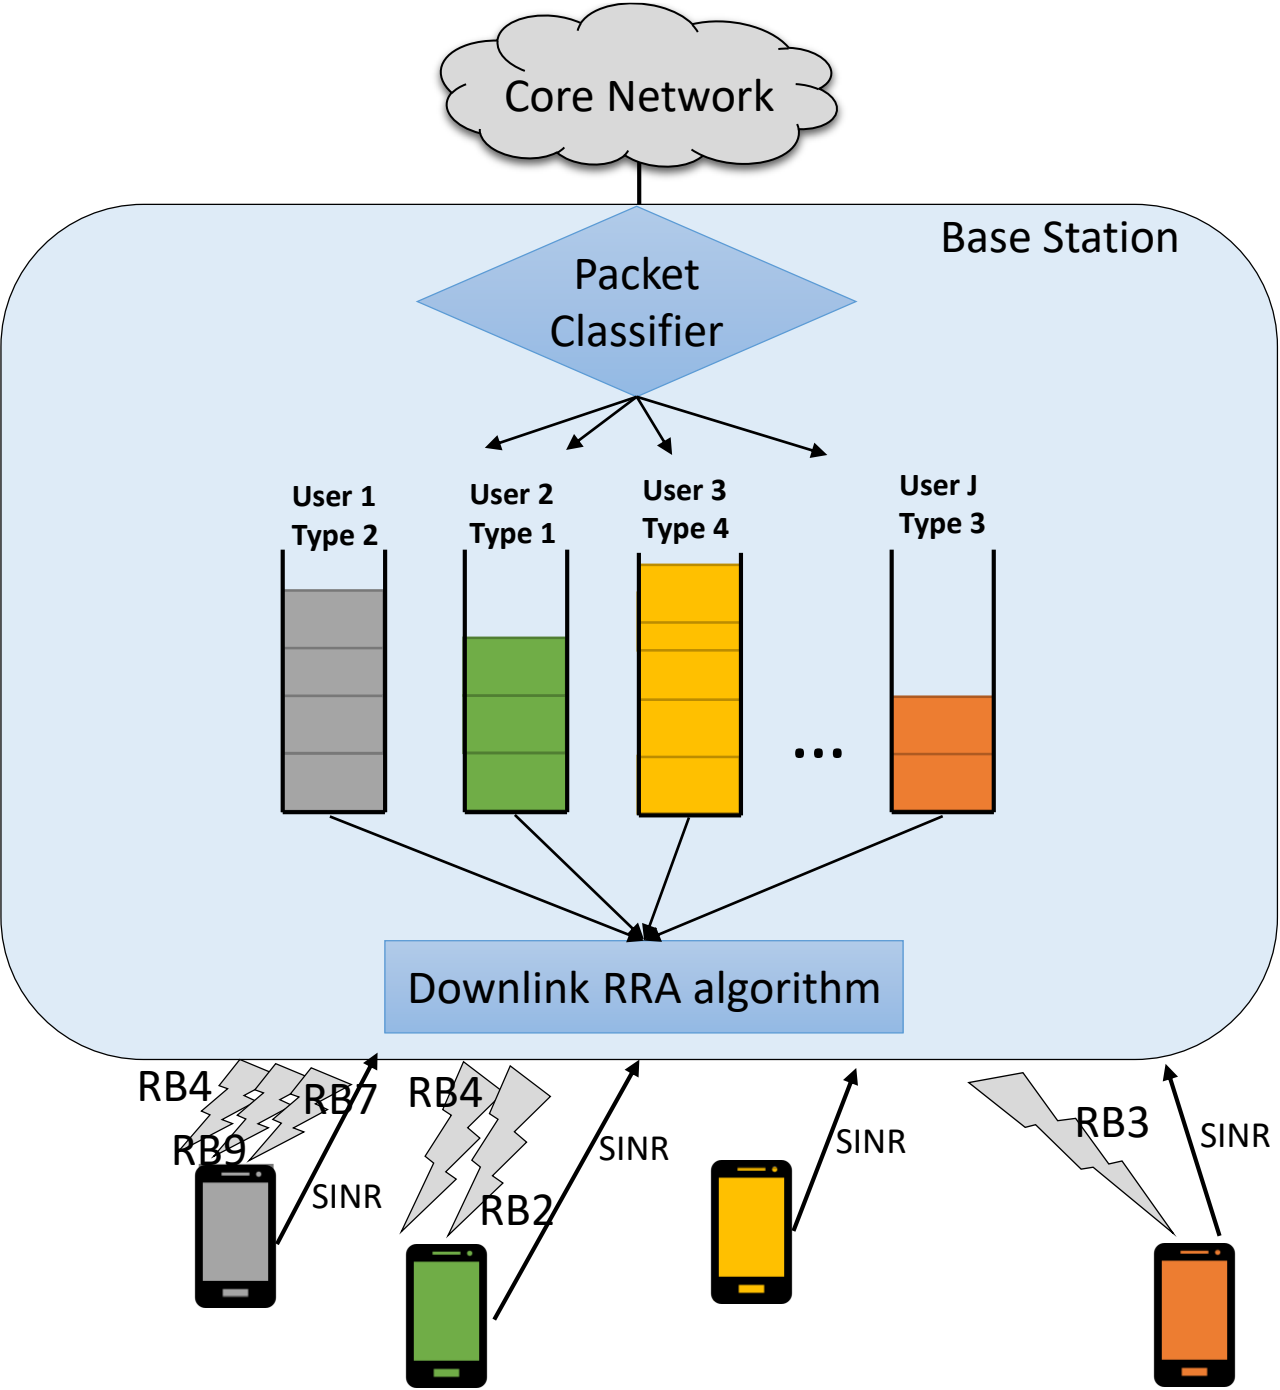 Core Network
Base Station
Packet
Classifier
User 1
Type 2
User 2
Type 1
User 3
Type 4
User J
Type 3
...
Downlink RRA algorithm
RB4
RB7
RB9
SINR
RB4
RB2
SINR
SINR
RB3
SINR